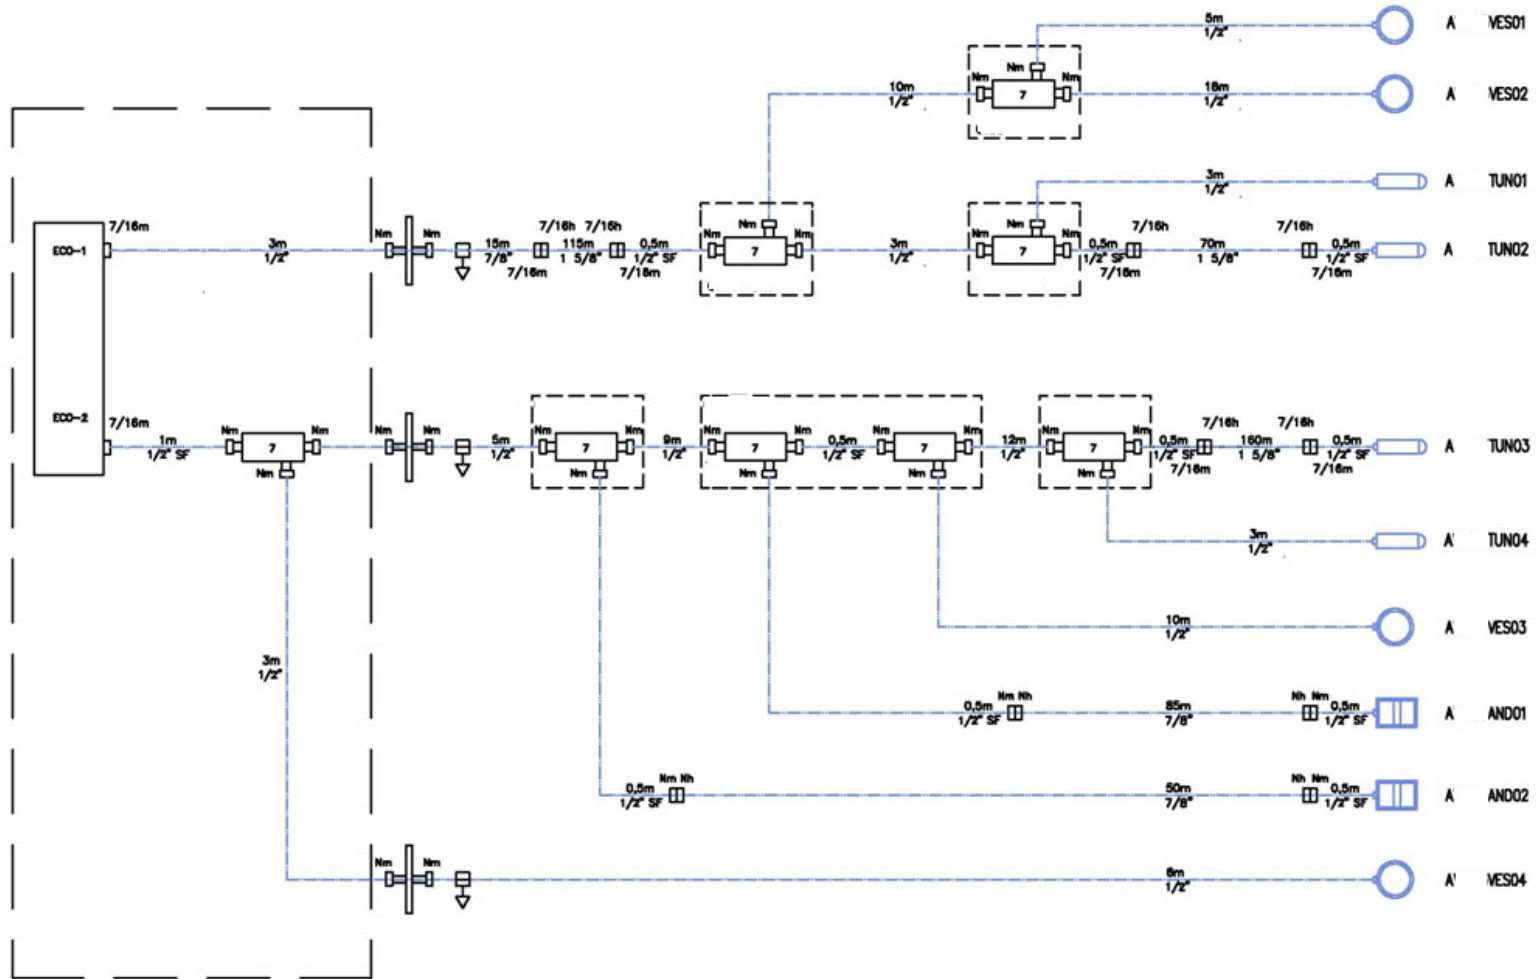 5m
1/2"
A VES01
Nm
Nm 7 Nm
10m
1/2"
18m
1/2"
A VES02
3m
1/2"
A TUN01
ECO-1
7/16m
3m
1/2"
Nm Nm
15m
7/8"
7/16h 7/16h
7/16m
115m
1 5/8"
0,5m
1/2" SF
7/16m
Nm
Nm 7 Nm
3m
1/2"
Nm
Nm 7 Nm
0,5m
1/2" SF
7/16h
7/16m
70m
1 5/8"
7/16h
7/16m
0,5m
1/2" SF
A TUN02
ECO-2
7/16m
1m
1/2" SF
Nm 7 Nm
Nm
Nm Nm
5m
1/2"
Nm 7 Nm
Nm
9m
1/2"
Nm 7
Nm
0,5m
1/2" SF
Nm 7 Nm
Nm
12m
1/2"
Nm 7 Nm
Nm
0,5m
1/2" SF
7/16h
7/16m
160m
1 5/8"
7/16h
7/16m
0,5m
1/2" SF
A TUN03
3m
1/2"
A' TUN04
10m
1/2"
A VES03
3m
1/2"
0,5m
1/2" SF
Nm Nh
85m
7/8"
Nh Nm
0,5m
1/2" SF
A AND01
0,5m
1/2" SF
Nm Nh
50m
7/8"
Nh Nm
0,5m
1/2" SF
A AND02
Nm Nm
6m
1/2"
A' VES04